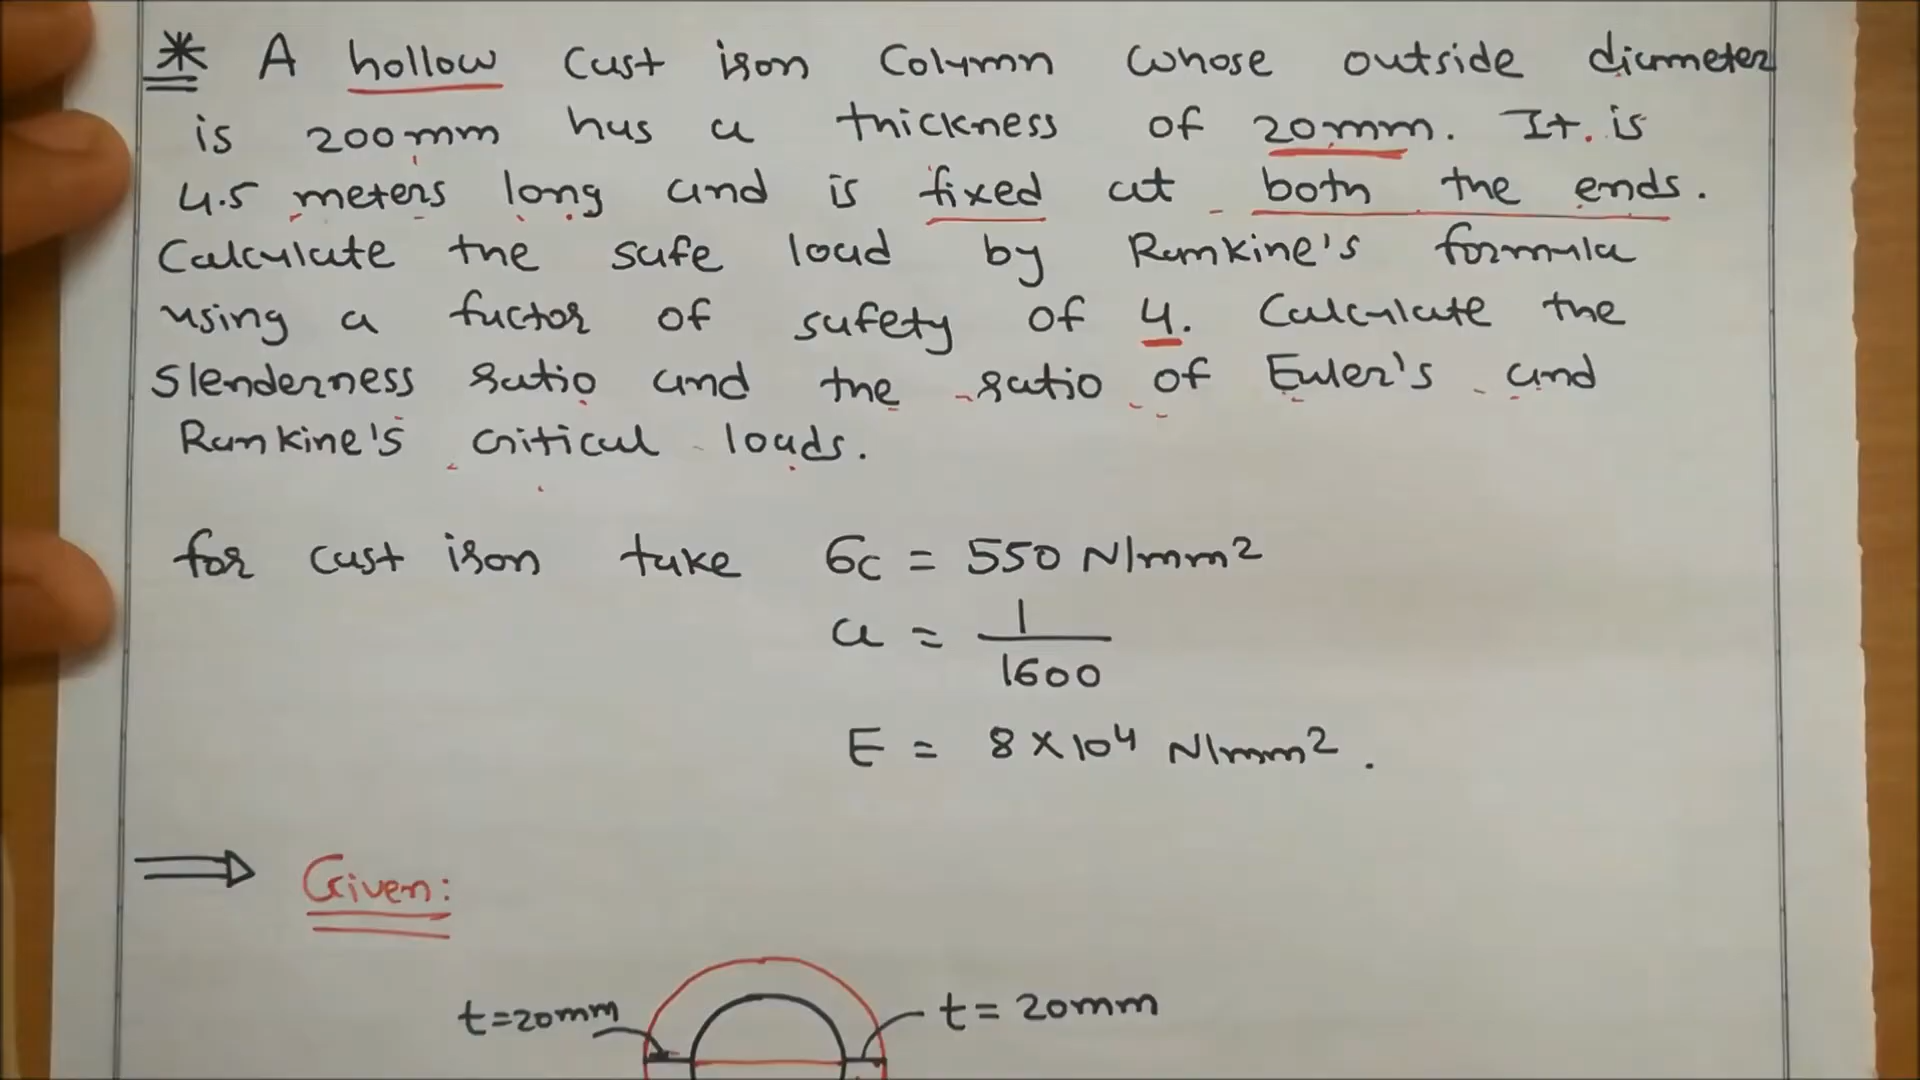 * A hollow cast iron column whose outside diameter
is 200mm has a thickness of 20mm. It is
4.5 meters long and is fixed at both the ends.
Calculate the safe load by Rankine's formula
using a factor of safety of 4. Calculate the
Slenderness ratio and the ratio of Euler's and
Rankine's critical loads.
for cast iron take σc = 550 N/mm²
a = 1/1600
E = 8×10⁴ N/mm².
⇒ Given:
t=20mm
t= 20mm